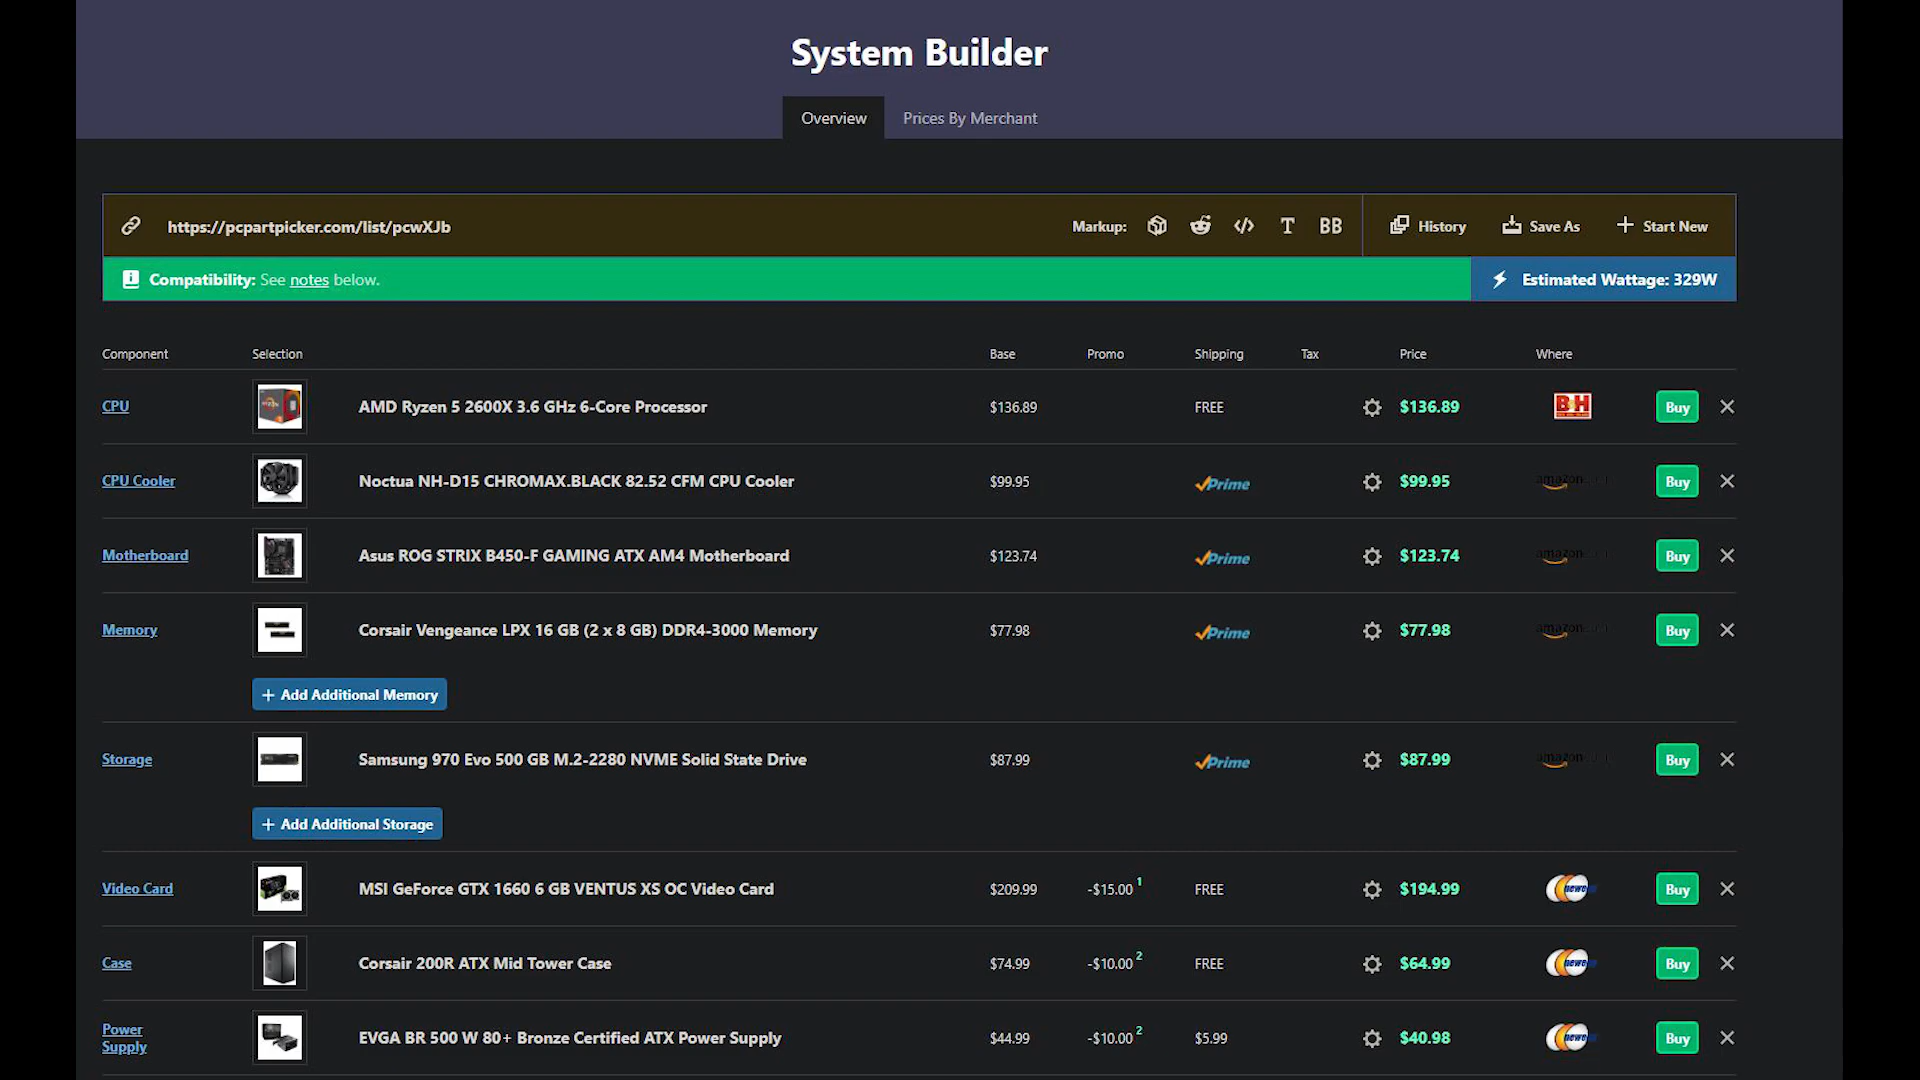 System Builder
Overview Prices By Merchant
https://pcpartpicker.com/list/pcwXJb Markup: T BB History Save As + Start New
Compatibility: See notes below. Estimated Wattage: 329W
Component Selection Base Promo Shipping Tax Price Where
CPU AMD Ryzen 5 2600X 3.6 GHz 6-Core Processor $136.89 FREE $136.89 B&H Buy
CPU Cooler Noctua NH-D15 CHROMAX.BLACK 82.52 CFM CPU Cooler $99.95 Prime $99.95 amazon Buy
Motherboard Asus ROG STRIX B450-F GAMING ATX AM4 Motherboard $123.74 Prime $123.74 amazon Buy
Memory Corsair Vengeance LPX 16 GB (2 x 8 GB) DDR4-3000 Memory $77.98 Prime $77.98 amazon Buy
+ Add Additional Memory
Storage Samsung 970 Evo 500 GB M.2-2280 NVME Solid State Drive $87.99 Prime $87.99 amazon Buy
+ Add Additional Storage
Video Card MSI GeForce GTX 1660 6 GB VENTUS XS OC Video Card $209.99 -$15.00 1 FREE $194.99 Buy
Case Corsair 200R ATX Mid Tower Case $74.99 -$10.00 2 FREE $64.99 Buy
Power Supply EVGA BR 500 W 80+ Bronze Certified ATX Power Supply $44.99 -$10.00 2 $5.99 $40.98 Buy